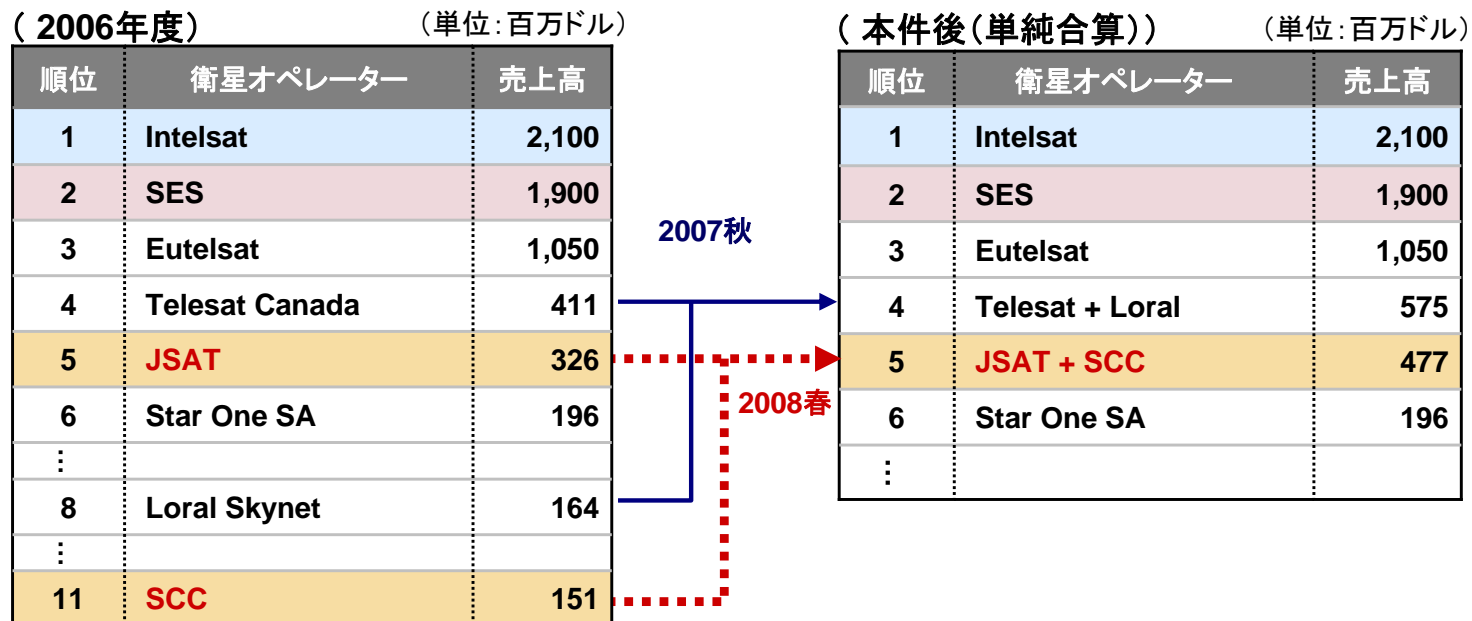 ( 2006年度) （単位：百万ドル）
順位 衛星オペレーター 売上高
1 Intelsat 2,100
2 SES 1,900
3 Eutelsat 1,050
4 Telesat Canada 411
5 JSAT 326
6 Star One SA 196
⋮
8 Loral Skynet 164
⋮
11 SCC 151
2007秋
2008春
( 本件後（単純合算）) （単位：百万ドル）
順位 衛星オペレーター 売上高
1 Intelsat 2,100
2 SES 1,900
3 Eutelsat 1,050
4 Telesat + Loral 575
5 JSAT + SCC 477
6 Star One SA 196
⋮